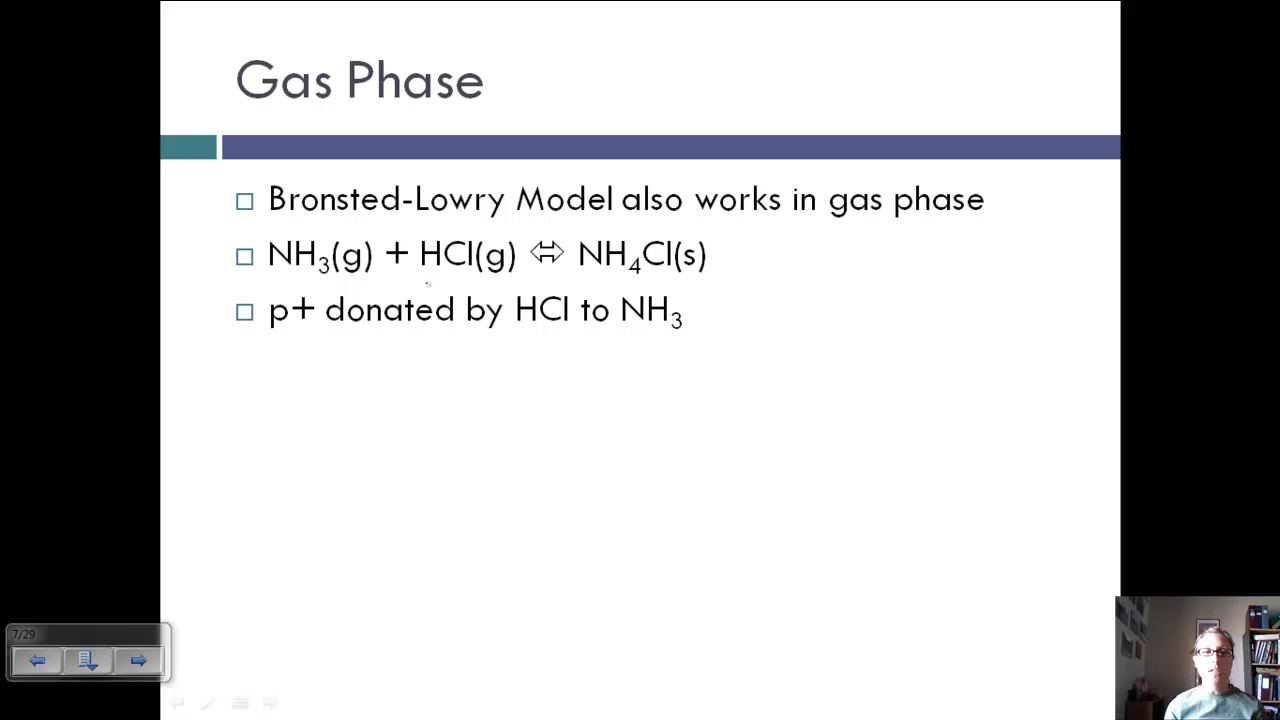 Gas Phase
Bronsted-Lowry Model also works in gas phase
NH₃(g) + HCl(g) ⇔ NH₄Cl(s)
p+ donated by HCl to NH₃
7/29